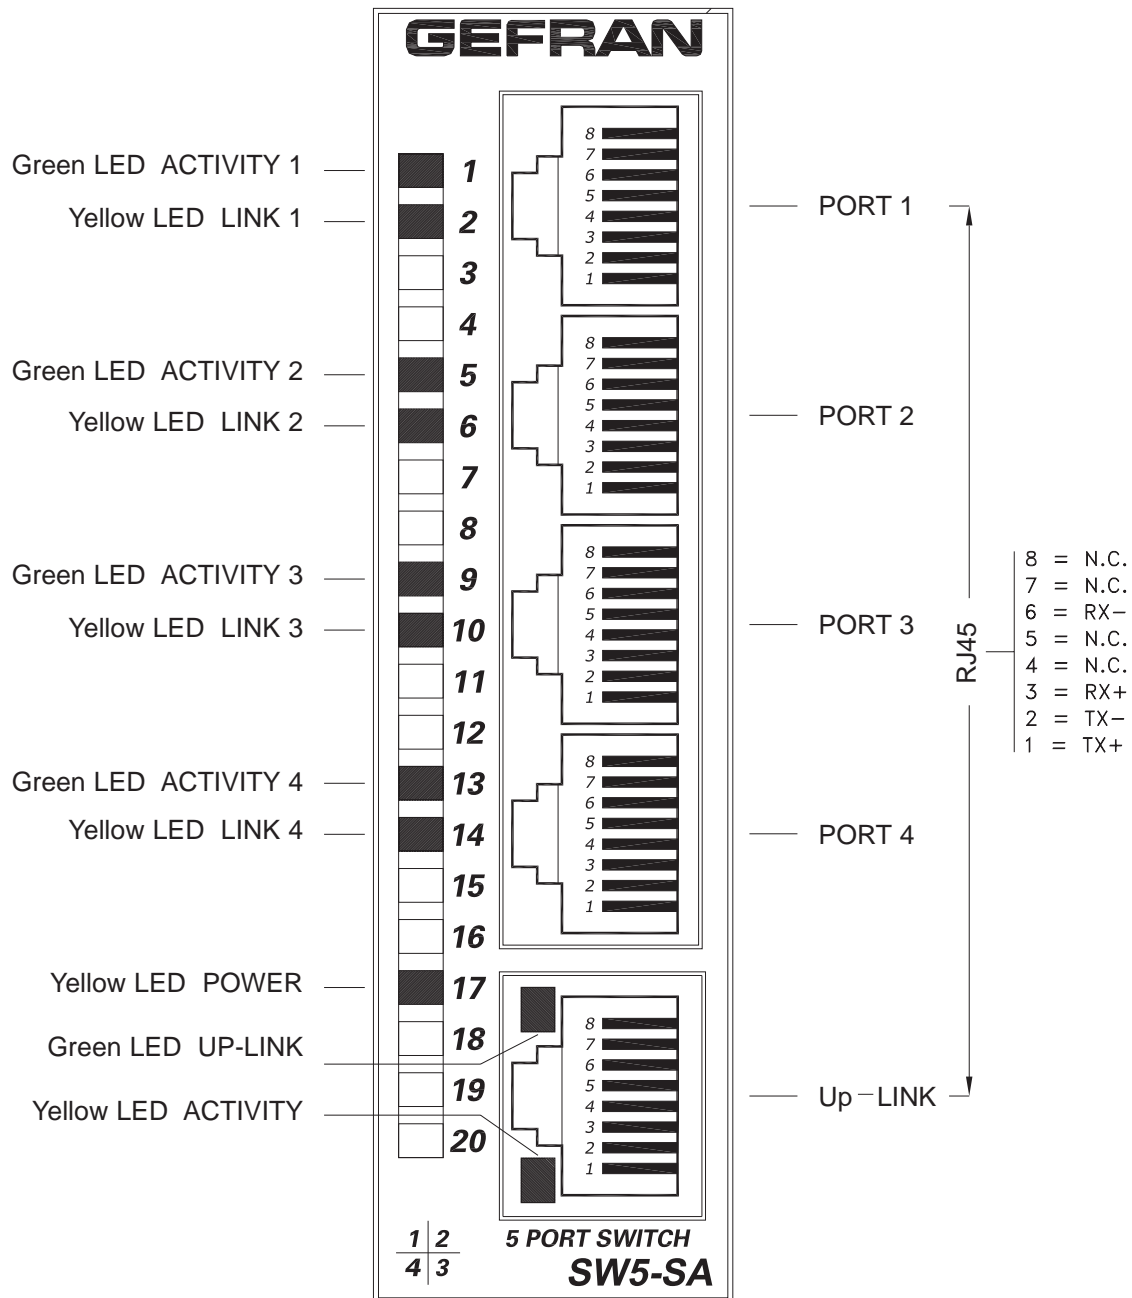 GEFRAN
Green LED ACTIVITY 1
Yellow LED LINK 1
Green LED ACTIVITY 2
Yellow LED LINK 2
Green LED ACTIVITY 3
Yellow LED LINK 3
Green LED ACTIVITY 4
Yellow LED LINK 4
Yellow LED POWER
Green LED UP-LINK
Yellow LED ACTIVITY
1
2
3
4
5
6
7
8
9
10
11
12
13
14
15
16
17
18
19
20
8
7
6
5
4
3
2
1
8
7
6
5
4
3
2
1
8
7
6
5
4
3
2
1
8
7
6
5
4
3
2
1
8
7
6
5
4
3
2
1
PORT 1
PORT 2
PORT 3
PORT 4
Up-LINK
RJ45
8 = N.C.
7 = N.C.
6 = RX-
5 = N.C.
4 = N.C.
3 = RX+
2 = TX-
1 = TX+
1 2
4 3
5 PORT SWITCH
SW5-SA